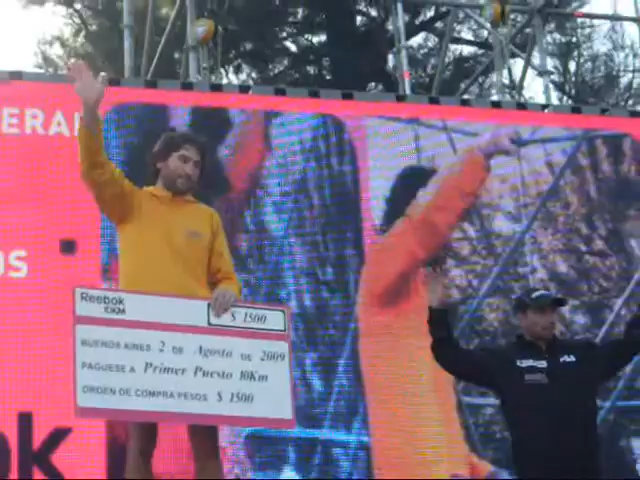 ERAL
OS
Reebok
10KM
$ 1500
BUENOS AIRES 2 DE Agosto DE 2009
PAGUESE A Primer Puesto 10Km
ORDEN DE COMPRA PESOS $ 1500
FILA
ok